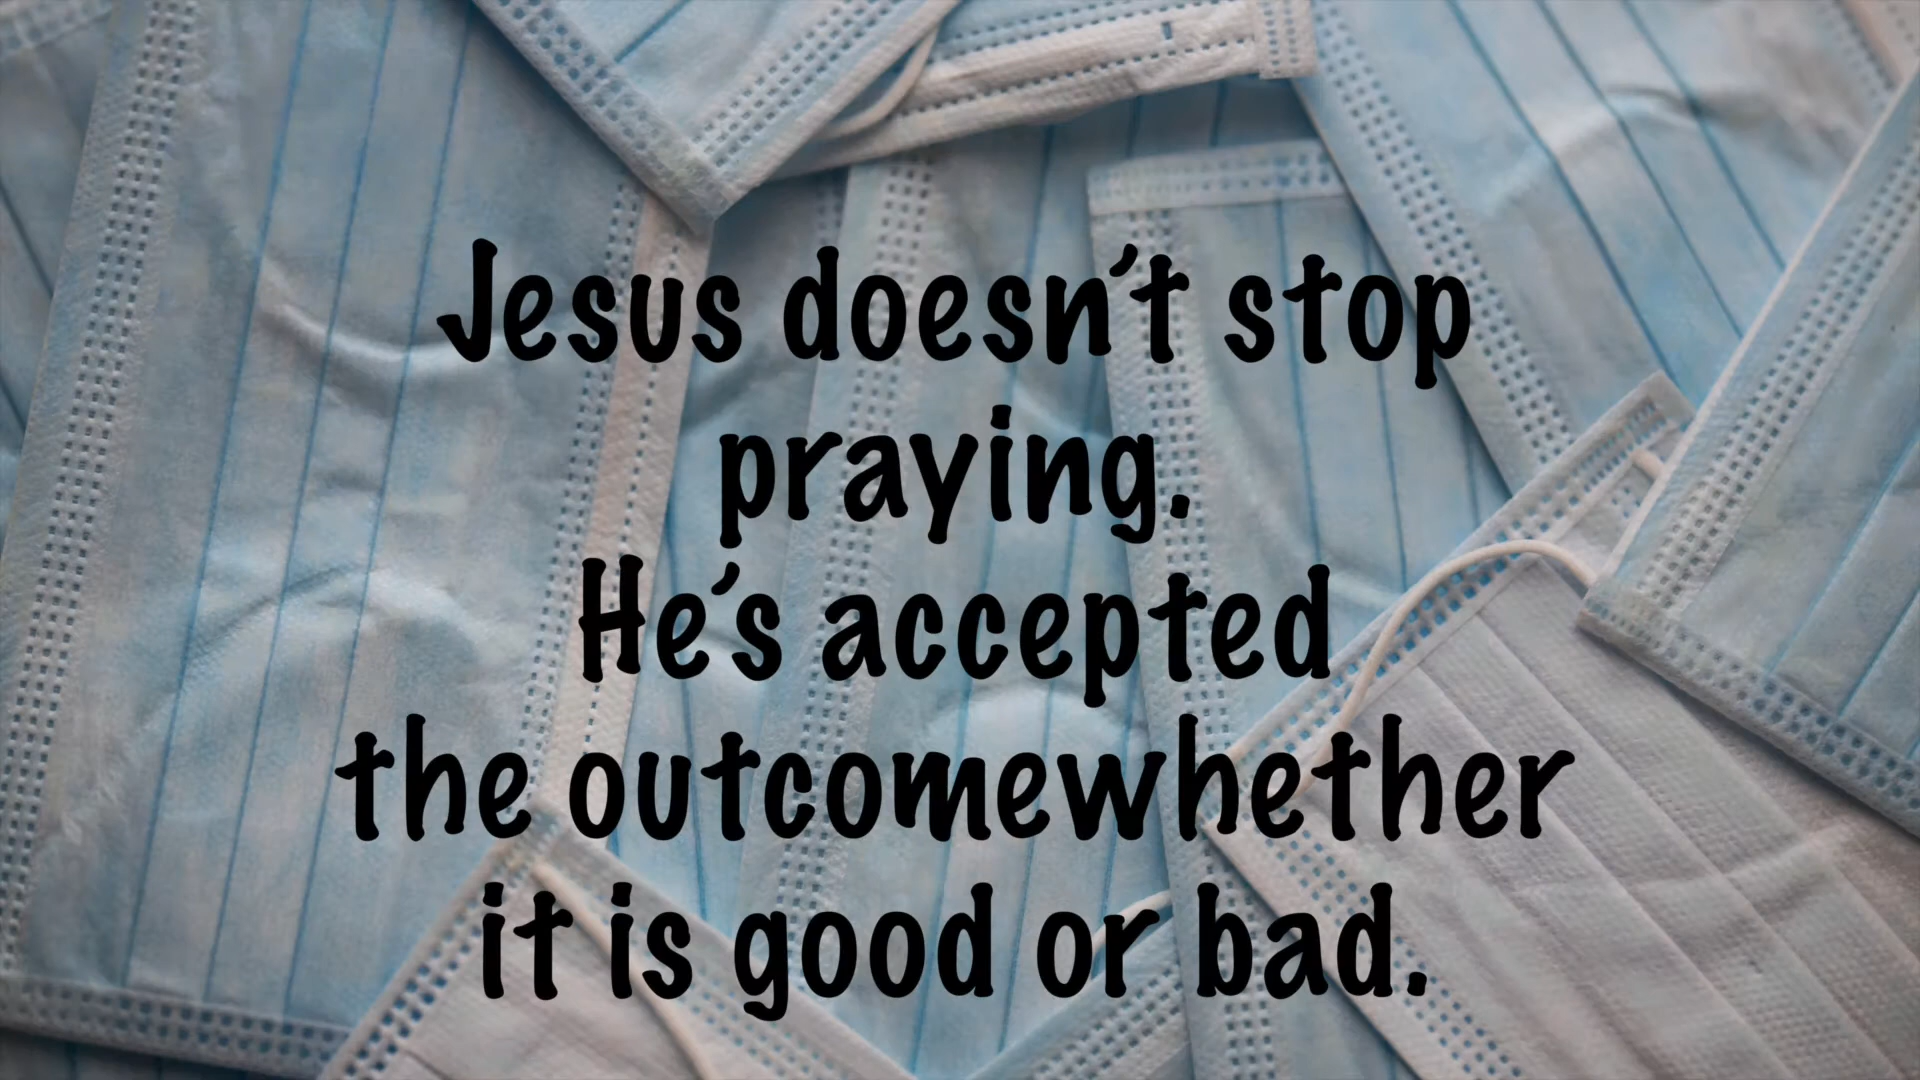 Jesus doesn't stop
praying.
He's accepted
the outcomewhether
it is good or bad.